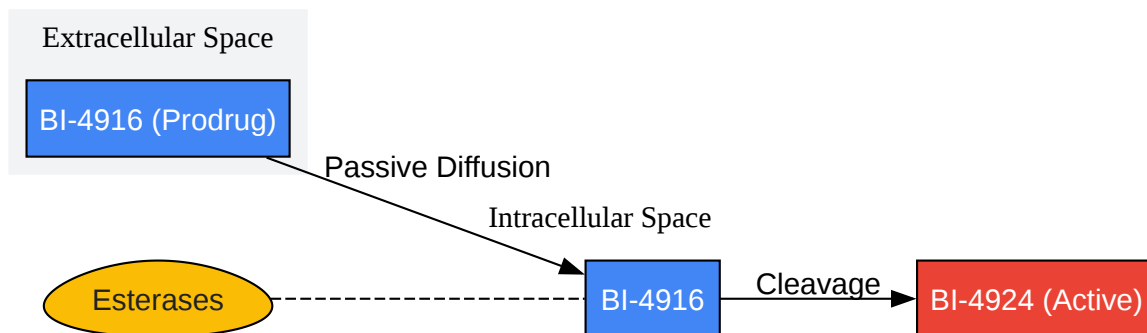 Extracellular Space
BI-4916 (Prodrug)
Passive Diffusion
Intracellular Space
Esterases
BI-4916
Cleavage
BI-4924 (Active)